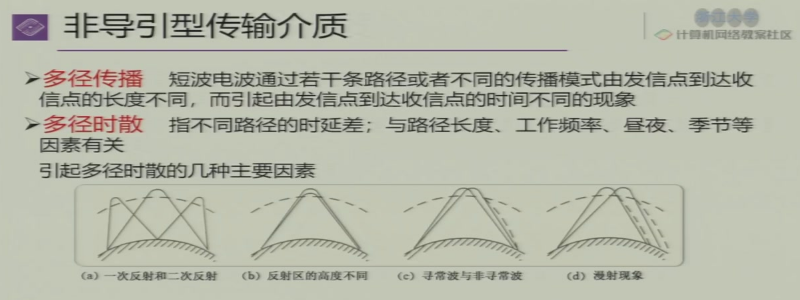 非导引型传输介质
计算机网络教案社区
➢多径传播 短波电波通过若干条路径或者不同的传播模式由发信点到达收
信点的长度不同，而引起由发信点到达收信点的时间不同的现象
➢多径时散 指不同路径的时延差；与路径长度、工作频率、昼夜、季节等
因素有关
引起多径时散的几种主要因素
(a) 一次反射和二次反射 (b) 反射区的高度不同 (c) 寻常波与非寻常波 (d) 漫射现象